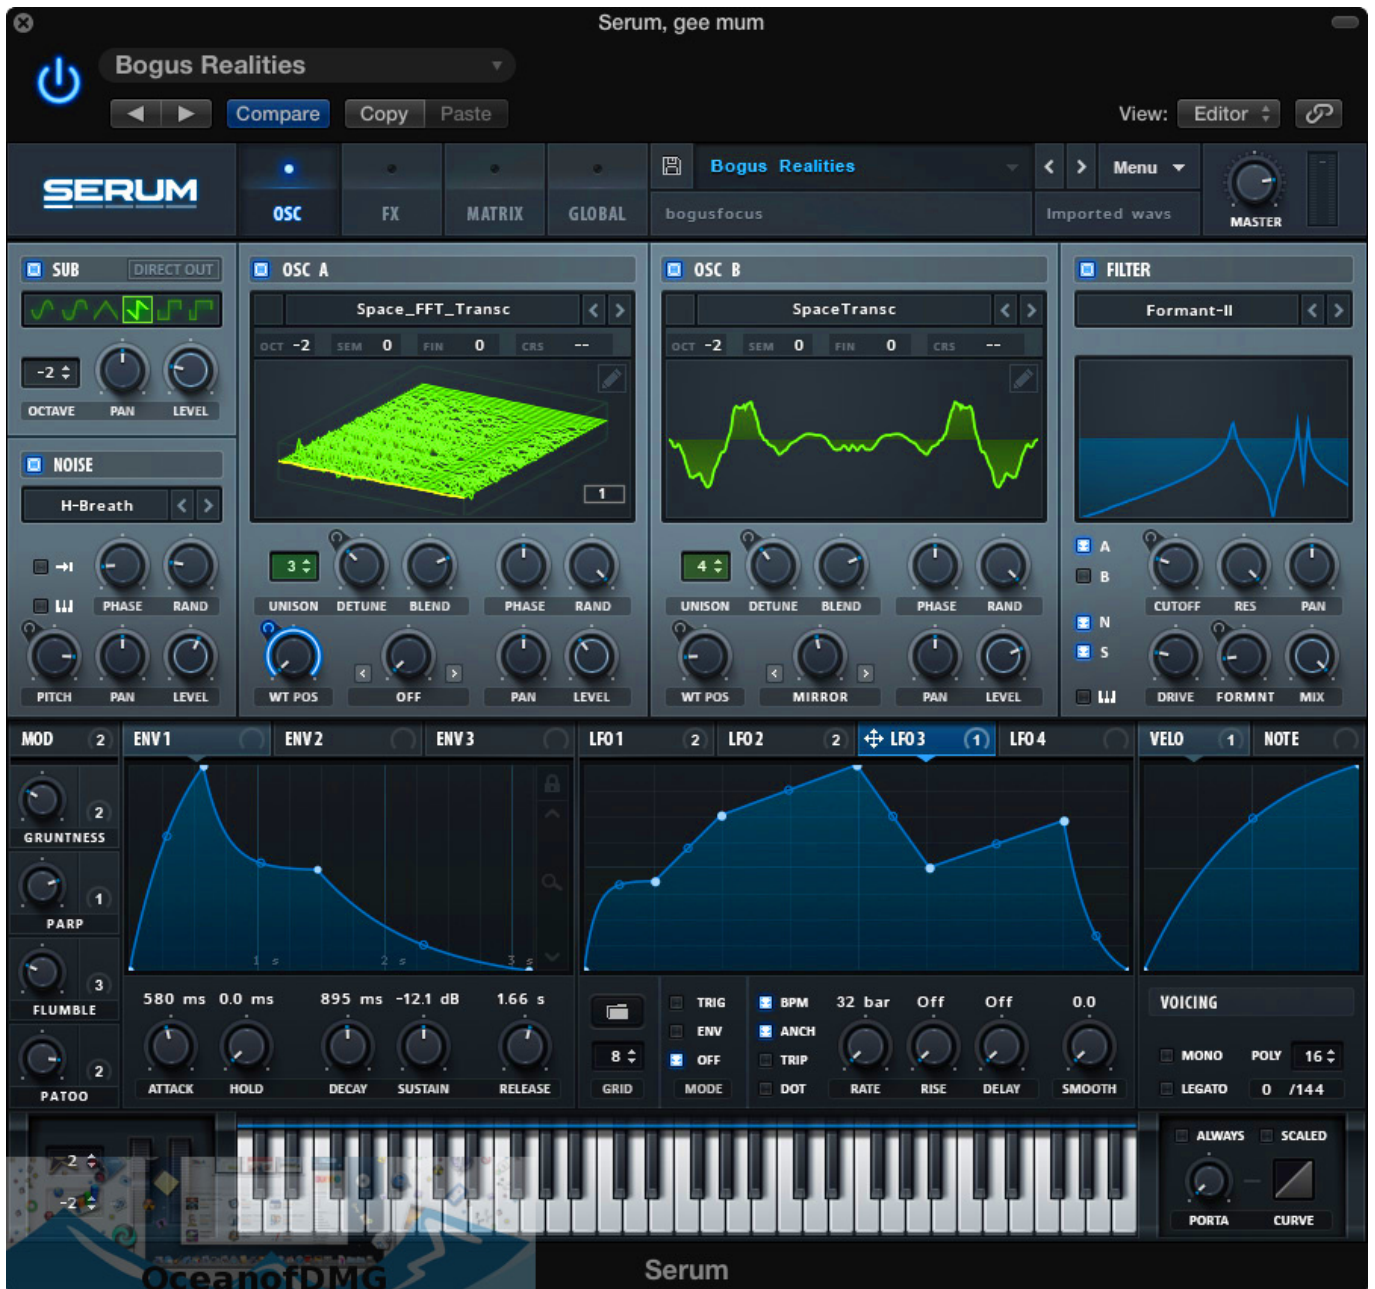 Serum, gee mum
Bogus Realities
Compare Copy Paste View: Editor
SERUM
OSC FX MATRIX GLOBAL
Bogus Realities Menu
bogusfocus Imported wavs
MASTER
SUB DIRECT OUT
-2
OCTAVE PAN LEVEL
NOISE
H-Breath
PHASE RAND
PITCH PAN LEVEL
OSC A
Space_FFT_Transc
OCT -2 SEM 0 FIN 0 CRS --
1
3
UNISON DETUNE BLEND PHASE RAND
WT POS OFF PAN LEVEL
OSC B
SpaceTransc
OCT -2 SEM 0 FIN 0 CRS --
4
UNISON DETUNE BLEND PHASE RAND
WT POS MIRROR PAN LEVEL
FILTER
Formant-II
A
B
N
S
CUTOFF RES PAN
DRIVE FORMNT MIX
MOD 2 ENV 1 ENV 2 ENV 3 LFO 1 2 LFO 2 2 LFO 3 1 LFO 4 VELO 1 NOTE
2
GRUNTNESS
1
PARP
3
FLUMBLE
2
PATOO
1 s 2 s 3 s
580 ms 0.0 ms 895 ms -12.1 dB 1.66 s
ATTACK HOLD DECAY SUSTAIN RELEASE
8
GRID
TRIG
ENV
OFF
MODE
BPM
ANCH
TRIP
DOT
32 bar Off Off 0.0
RATE RISE DELAY SMOOTH
VOICING
MONO POLY 16
LEGATO 0 /144
2
-2
ALWAYS SCALED
PORTA CURVE
OceanofDMG
Serum